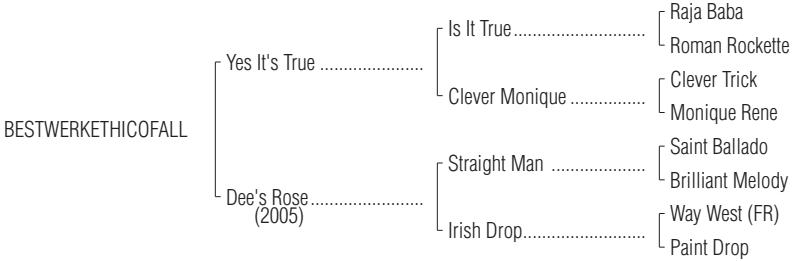 Raja Baba
Is It True
Roman Rockette
Yes It's True
Clever Trick
Clever Monique
Monique Rene
BESTWERKETHICOFALL
Saint Ballado
Straight Man
Brilliant Melody
Dee's Rose
(2005)
Way West (FR)
Irish Drop
Paint Drop